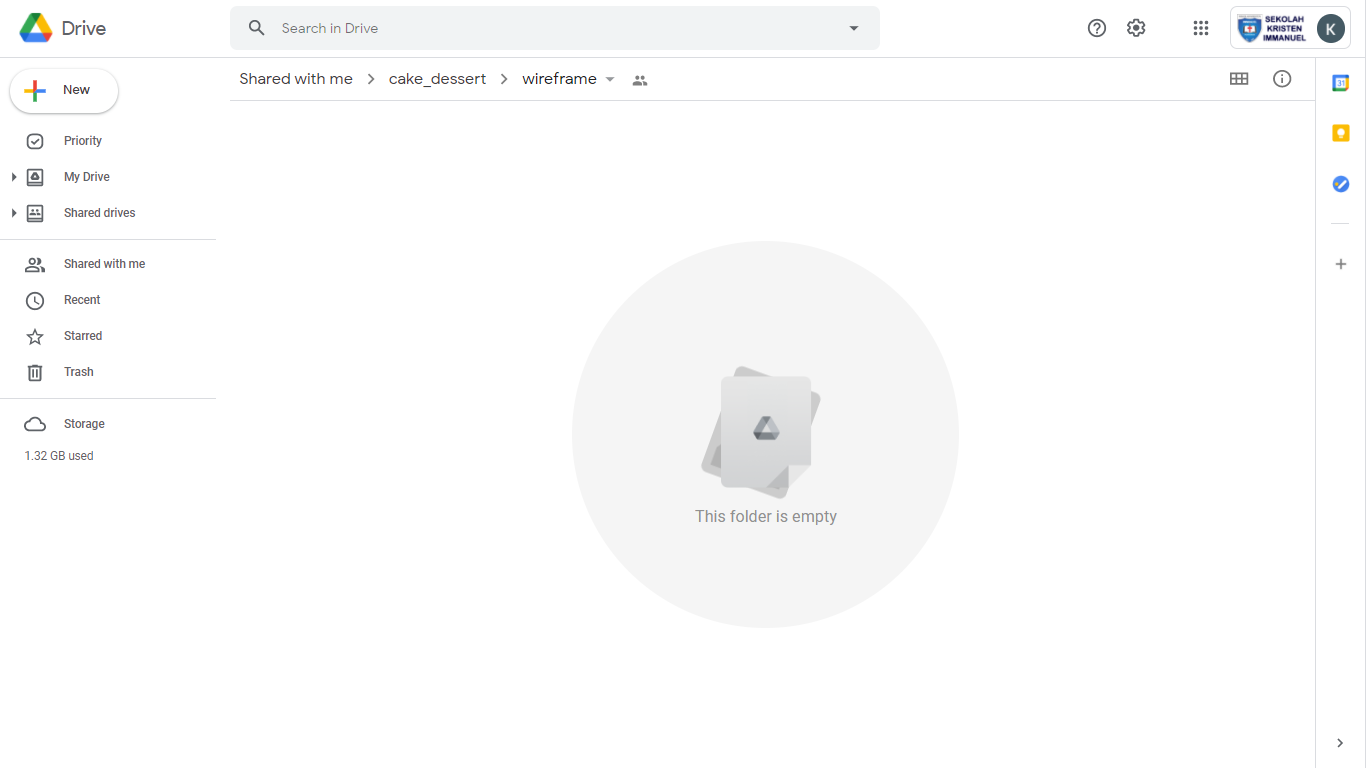 Drive
Search in Drive
SEKOLAH
KRISTEN
IMMANUEL
K
New
Shared with me
cake_dessert
wireframe
31
Priority
My Drive
Shared drives
Shared with me
Recent
Starred
Trash
Storage
1.32 GB used
This folder is empty